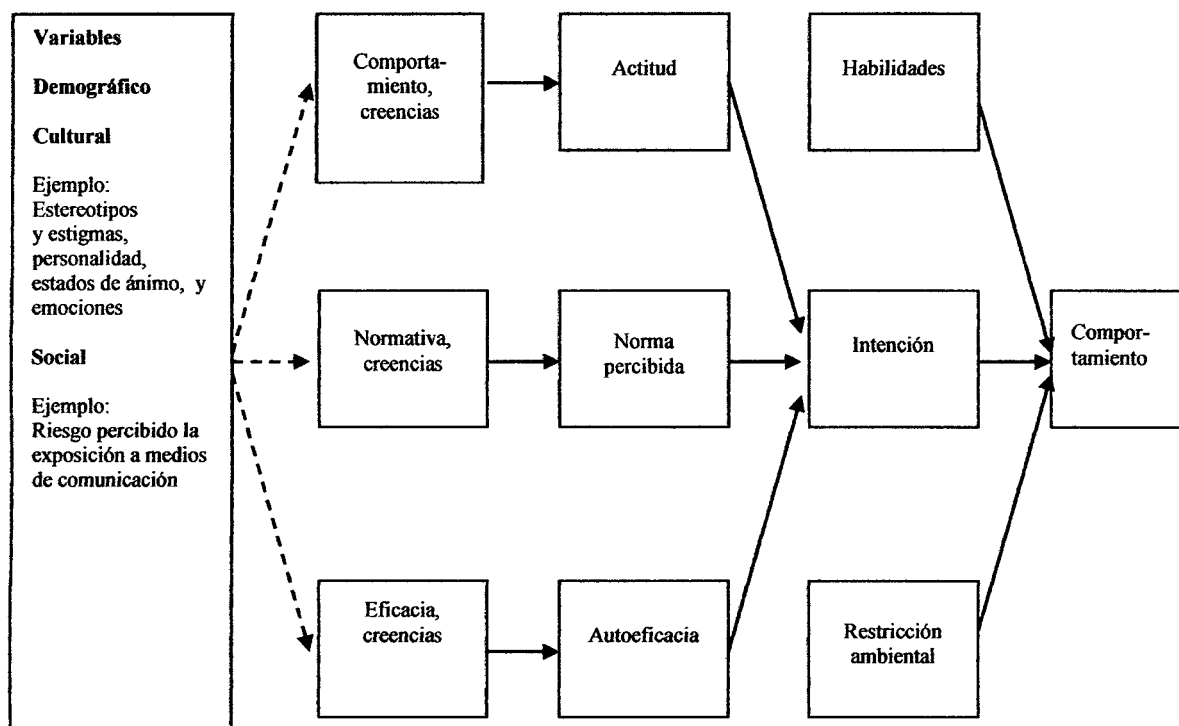 Variables
Demográfico
Cultural
Ejemplo:
Estereotipos
y estigmas,
personalidad,
estados de ánimo, y
emociones
Social
Ejemplo:
Riesgo percibido la
exposición a medios
de comunicación
Comporta-
miento,
creencias
Actitud
Habilidades
Normativa,
creencias
Norma
percibida
Intención
Compor-
tamiento
Eficacia,
creencias
Autoeficacia
Restricción
ambiental